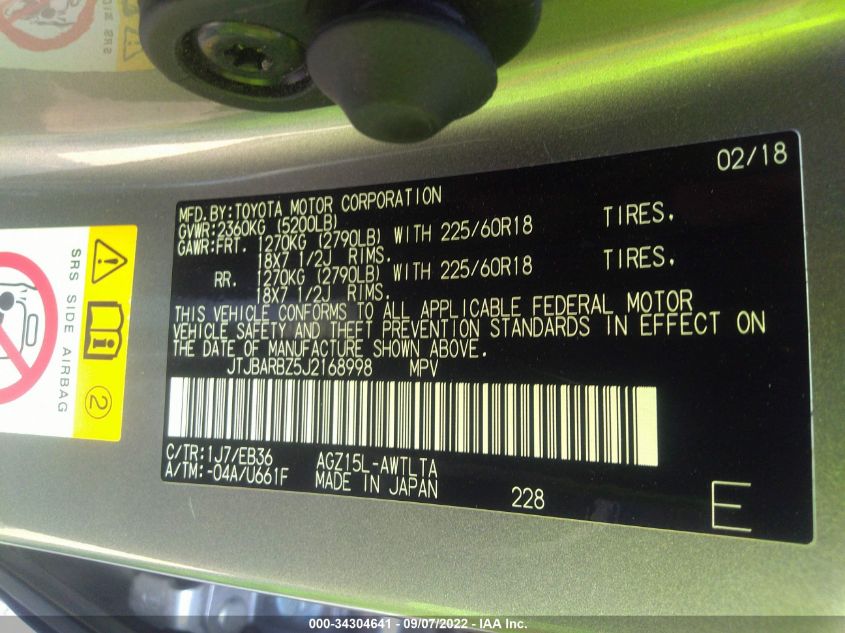 02/18
MFD.BY:TOYOTA MOTOR CORPORATION
GVWR:2360KG (5200LB)
GAWR:FRT. 1270KG (2790LB) WITH 225/60R18 TIRES,
18X7 1/2J RIMS.
RR. 1270KG (2790LB) WITH 225/60R18 TIRES,
18X7 1/2J RIMS.
THIS VEHICLE CONFORMS TO ALL APPLICABLE FEDERAL MOTOR
VEHICLE SAFETY AND THEFT PREVENTION STANDARDS IN EFFECT ON
THE DATE OF MANUFACTURE SHOWN ABOVE.
JTJBARBZ5J2168998 MPV
C/TR:1J7/EB36 AGZ15L-AWTLTA
A/TM:-04A/U661F MADE IN JAPAN
228
E
SRS SIDE AIRBAG
2
000-34304641 - 09/07/2022 - IAA Inc.